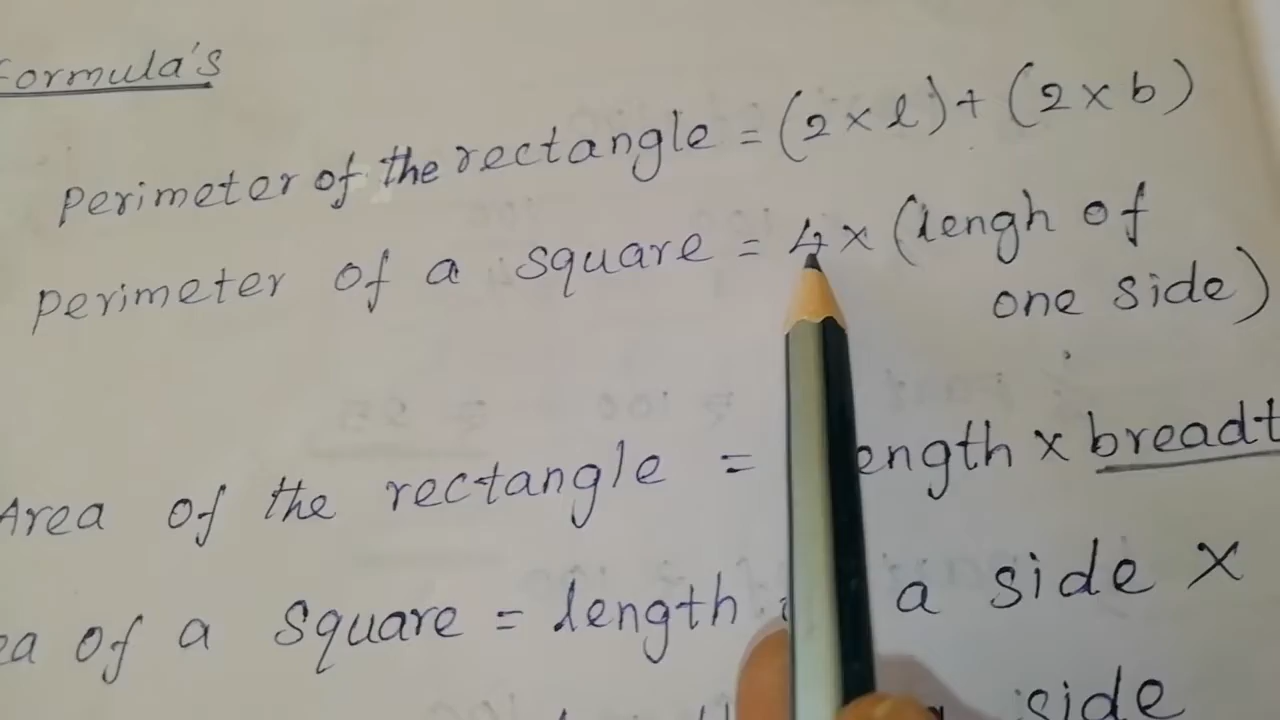 Formula's
Perimeter of the rectangle = (2 × l) + (2 × b)
Perimeter of a square = 4 × (lengh of
one side)
Area of the rectangle = length × breadt
ea of a square = length a side ×
side